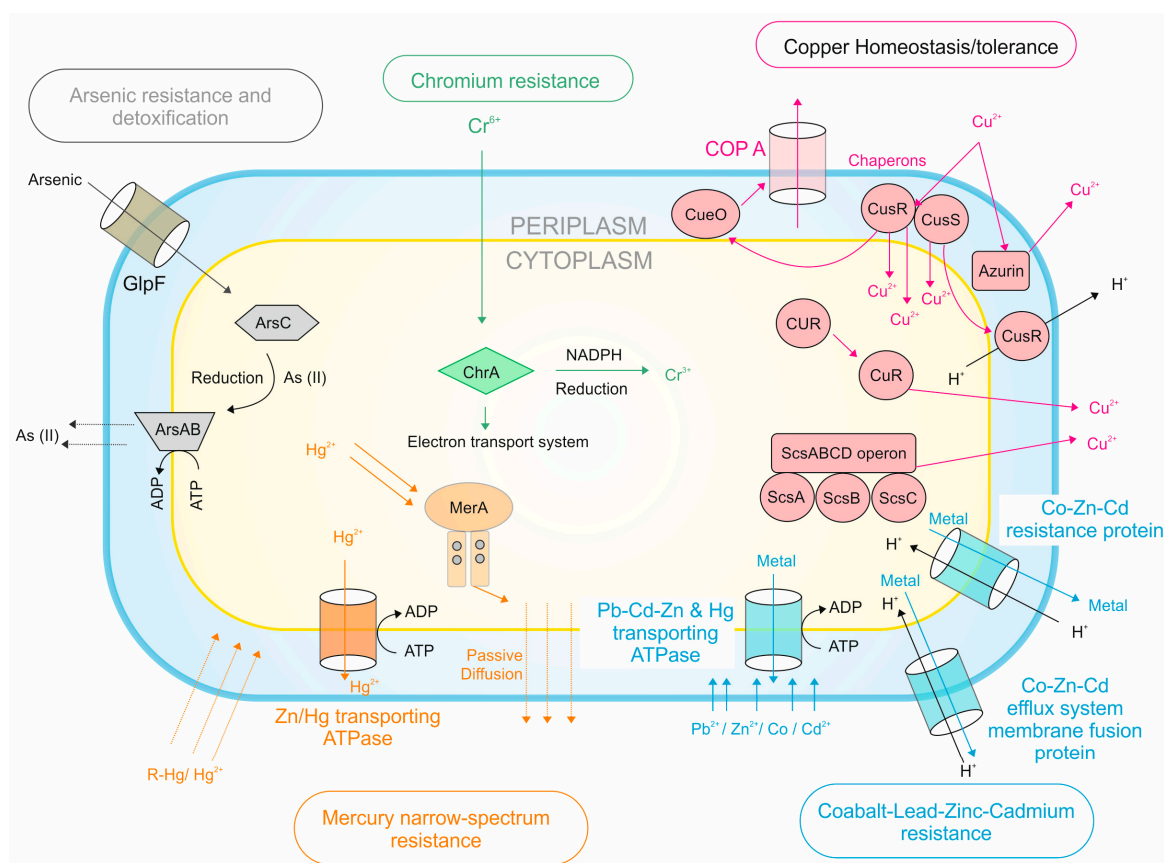 Copper Homeostasis/tolerance
Chromium resistance
Arsenic resistance and
detoxification
Cr6+
Cu2+
COP A
Chaperons
Arsenic
Cu2+
CueO
CusR
CusS
PERIPLASM
CYTOPLASM
GlpF
Azurin
Cu2+
Cu2+
Cu2+
H+
ArsC
CUR
CusR
NADPH
Reduction
As (II)
ChrA
Cr3+
Reduction
CuR
H+
Cu2+
As (II)
ArsAB
Electron transport system
Cu2+
Hg2+
ScsABCD operon
ADP
ATP
MerA
ScsA
ScsB
ScsC
Co-Zn-Cd
resistance protein
Metal
Hg2+
H+
Metal
Metal
H+
Metal
ADP
Pb-Cd-Zn & Hg
transporting
ATPase
ADP
H+
ATP
ATP
Passive
Diffusion
Hg2+
Zn/Hg transporting
ATPase
Co-Zn-Cd
efflux system
membrane fusion
protein
Pb2+/ Zn2+/ Co / Cd2+
R-Hg/ Hg2+
H+
Mercury narrow-spectrum
resistance
Coabalt-Lead-Zinc-Cadmium
resistance